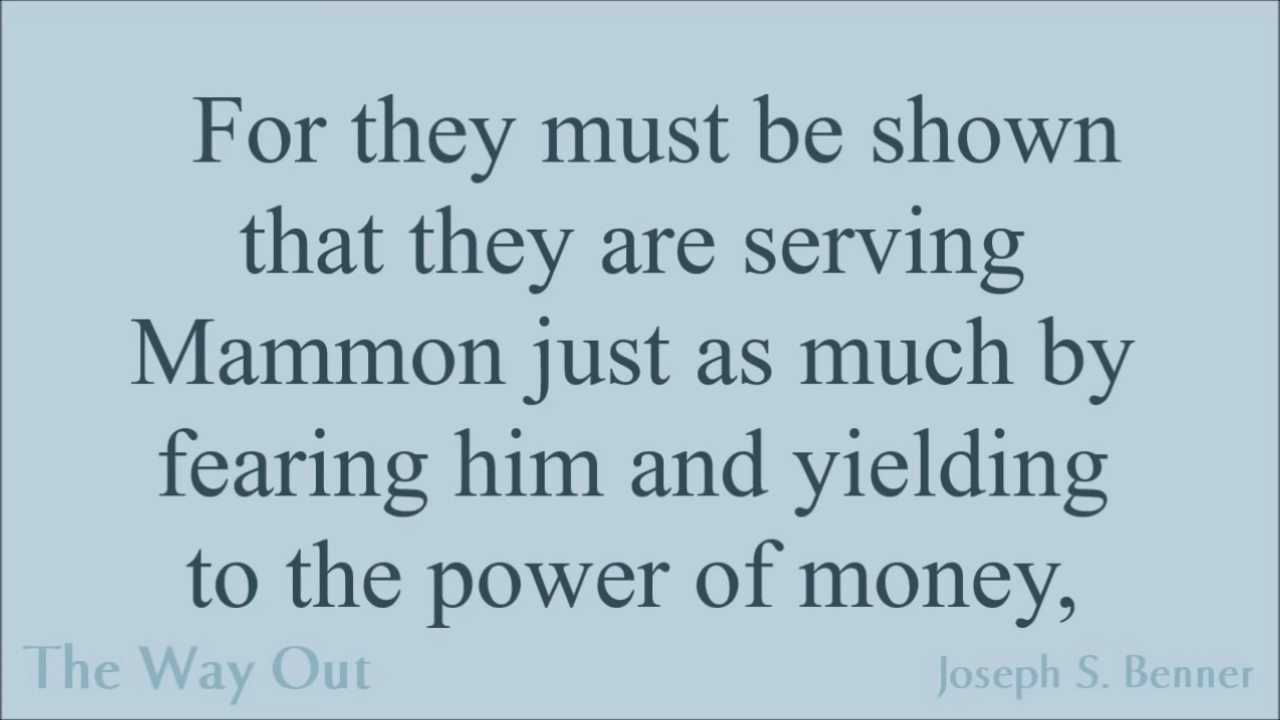 For they must be shown
that they are serving
Mammon just as much by
fearing him and yielding
to the power of money,
The Way Out
Joseph S. Benner